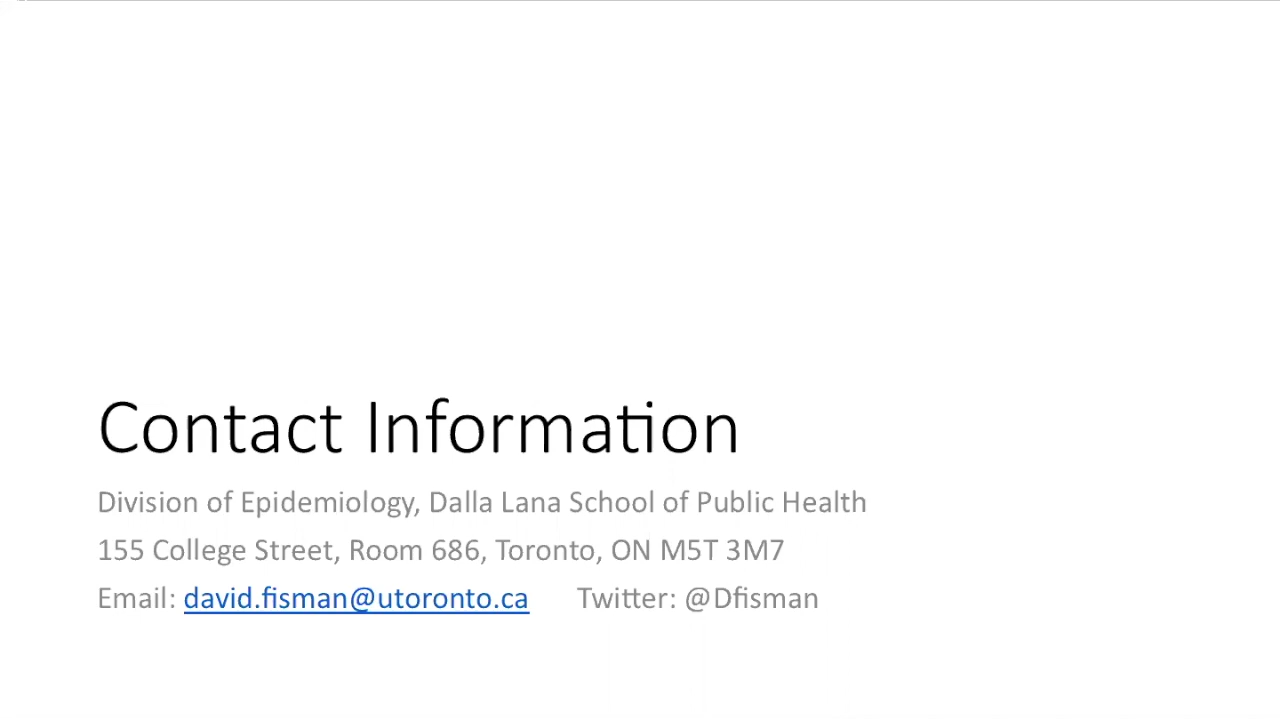 Contact Information
Division of Epidemiology, Dalla Lana School of Public Health
155 College Street, Room 686, Toronto, ON M5T 3M7
Email: david.fisman@utoronto.ca Twitter: @Dfisman